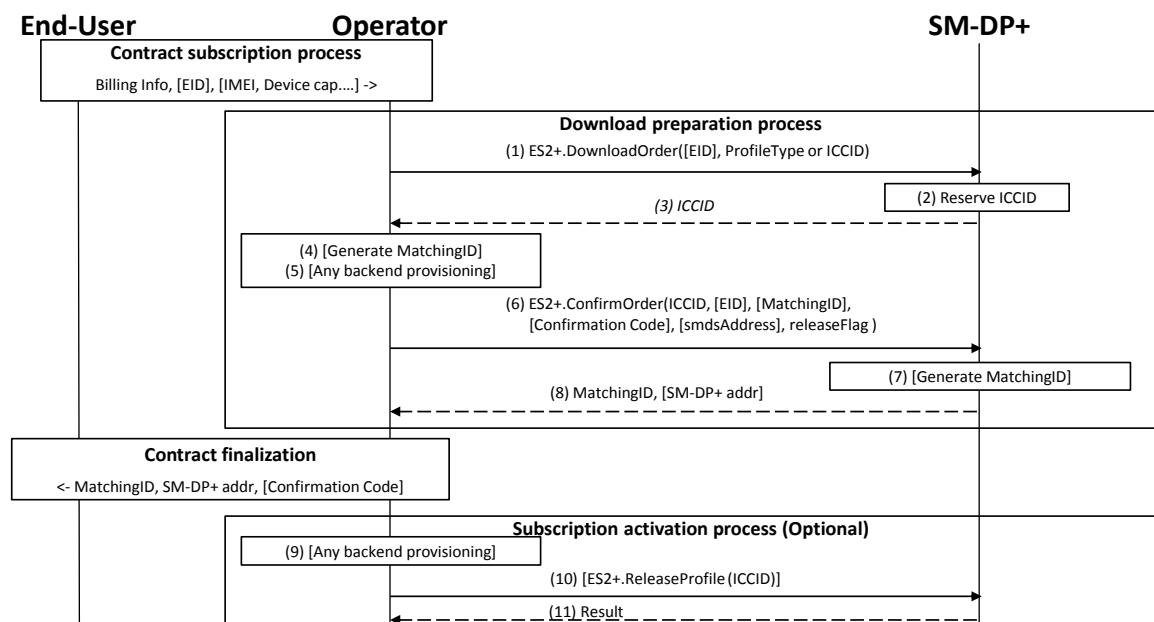 End-User Operator SM-DP+
Contract subscription process
Billing Info, [EID], [IMEI, Device cap....] ->
Download preparation process
(1) ES2+.DownloadOrder([EID], ProfileType or ICCID)
(2) Reserve ICCID
(3) ICCID
(4) [Generate MatchingID]
(5) [Any backend provisioning]
(6) ES2+.ConfirmOrder(ICCID, [EID], [MatchingID],
[Confirmation Code], [smdsAddress], releaseFlag )
(7) [Generate MatchingID]
(8) MatchingID, [SM-DP+ addr]
Contract finalization
<- MatchingID, SM-DP+ addr, [Confirmation Code]
Subscription activation process (Optional)
(9) [Any backend provisioning]
(10) [ES2+.ReleaseProfile(ICCID)]
(11) Result